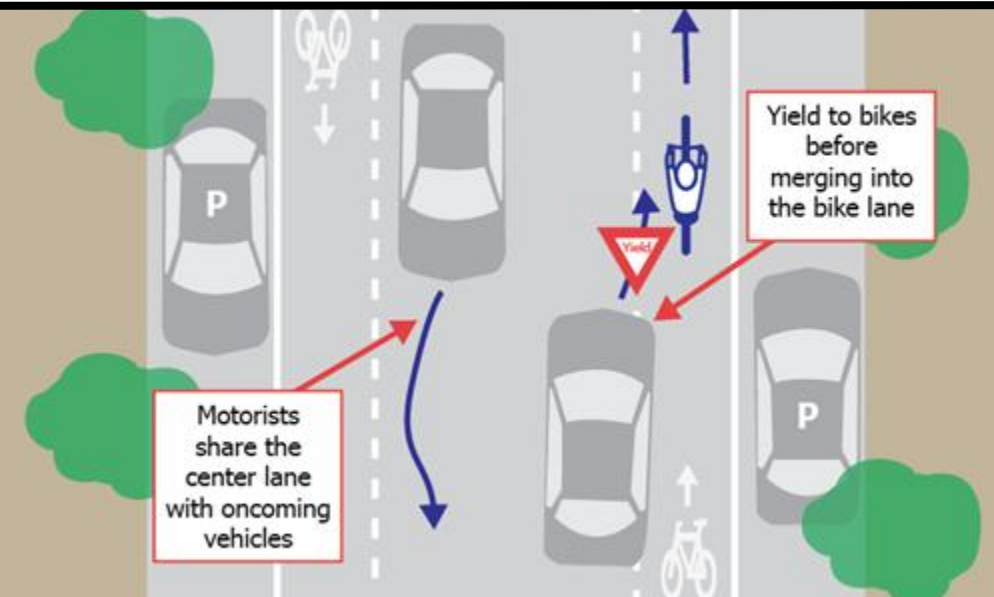 Yield to bikes
before
merging into
the bike lane
P
Yield
P
Motorists
share the
center lane
with oncoming
vehicles